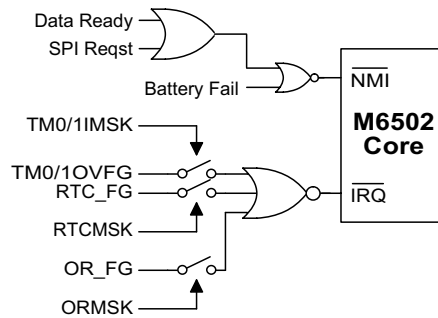 Data Ready
SPI Reqst
Battery Fail
NMI
M6502
Core
TM0/1IMSK
TM0/1OVFG
RTC_FG
IRQ
RTCMSK
OR_FG
ORMSK